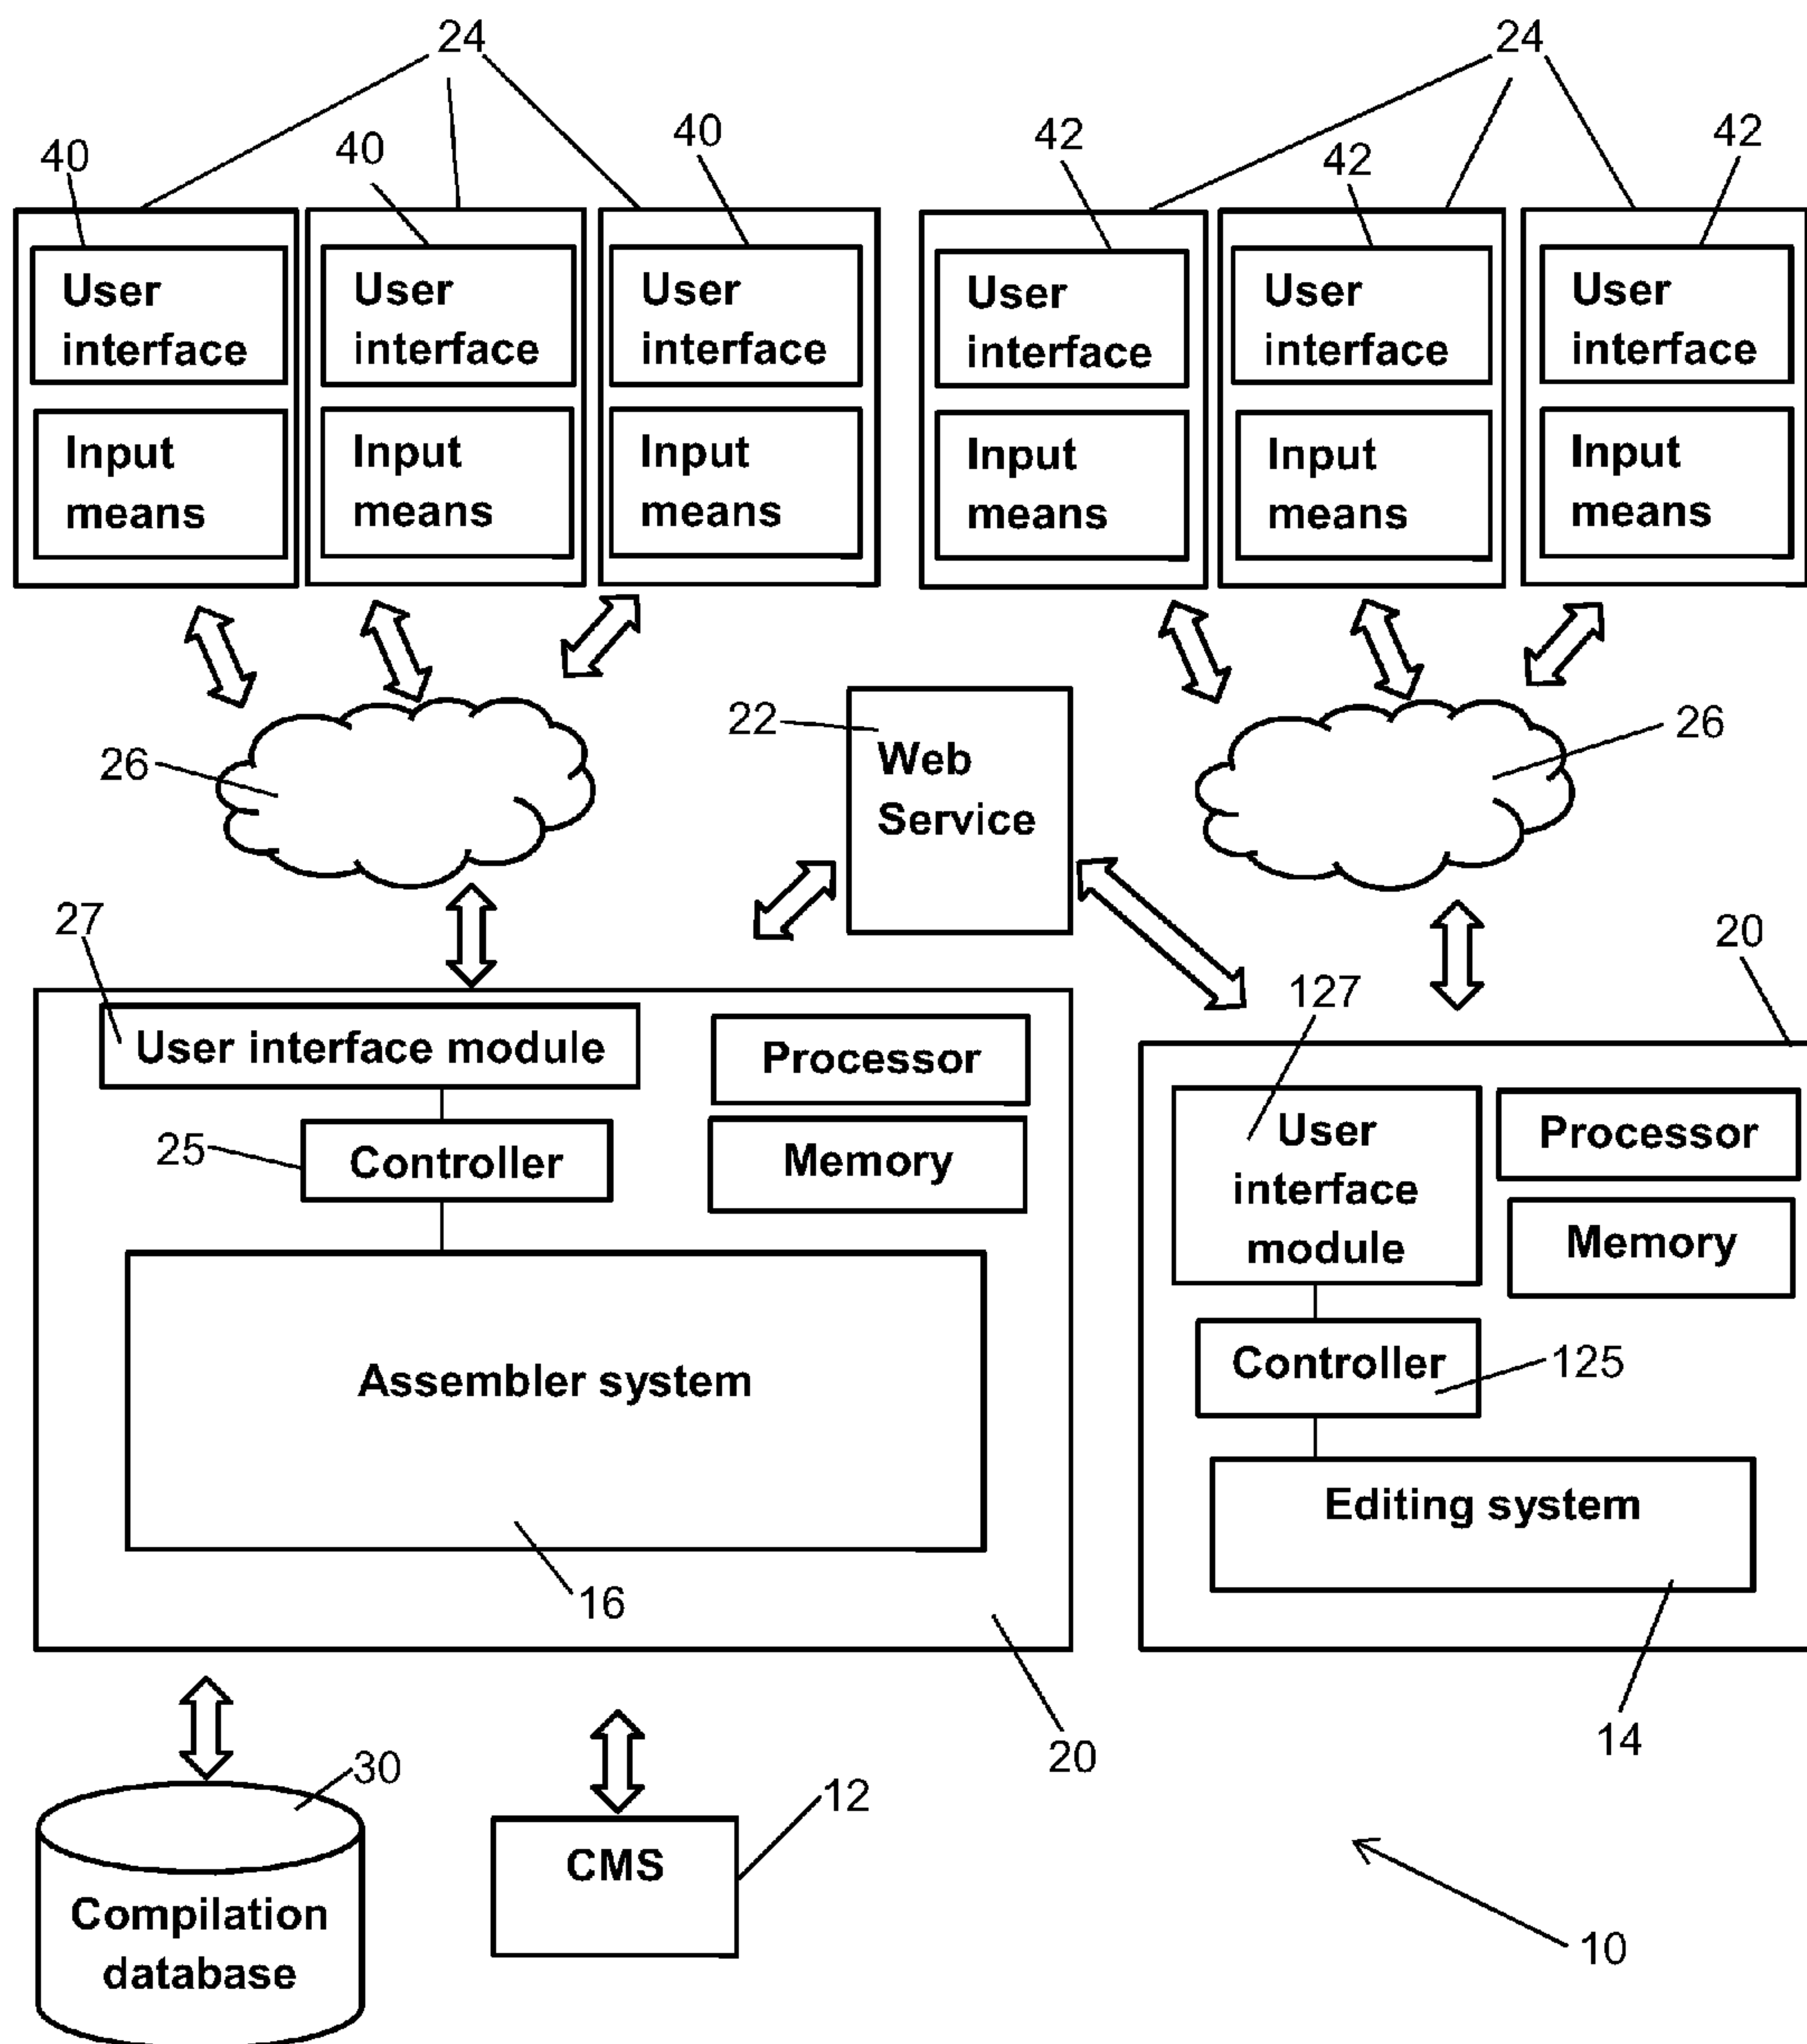 24
24
40
40
40
42
42
42
User
interface
User
interface
User
interface
User
interface
User
interface
User
interface
Input
means
Input
means
Input
means
Input
means
Input
means
Input
means
26
22
Web
Service
26
27
User interface module
Processor
25
Controller
Memory
Assembler system
16
20
20
127
User
interface
module
Processor
Memory
Controller
125
Editing system
14
30
Compilation
database
12
CMS
10